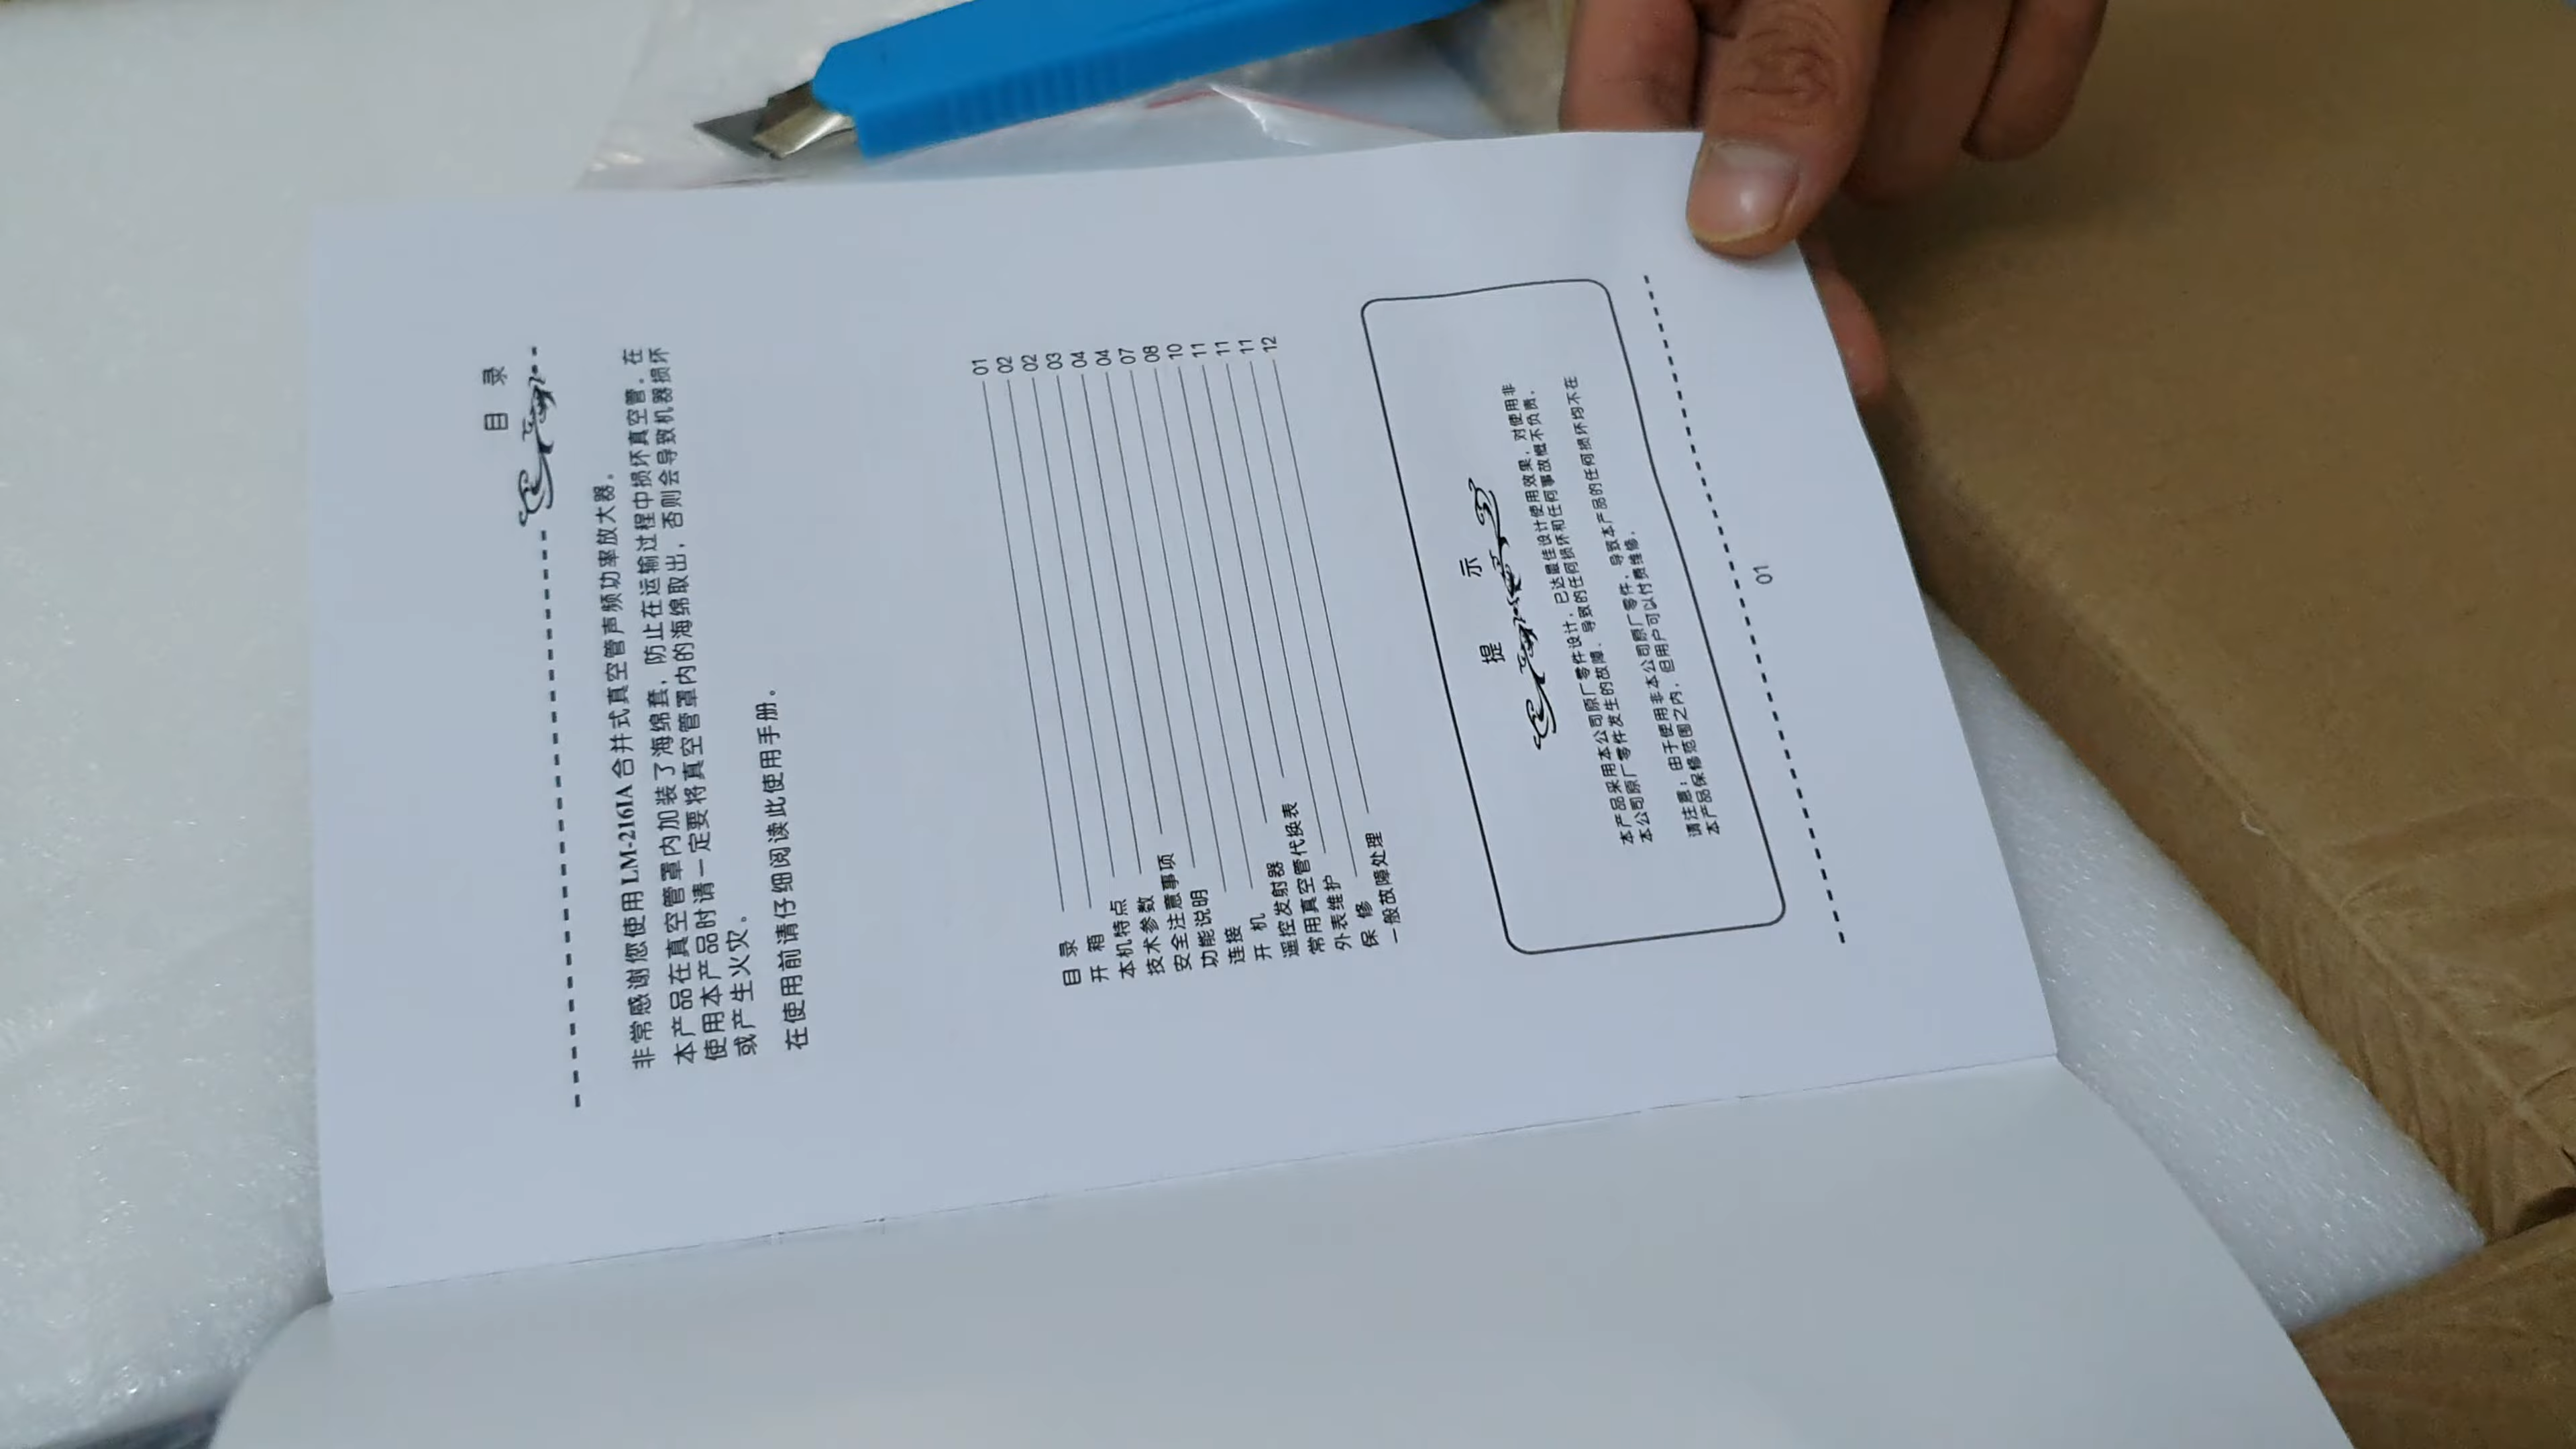 目 录
非常感谢您使用 LM-216IA 合并式真空管声频功率放大器。
本产品在真空管罩内加装了海绵套，防止在运输过程中损坏真空管，在
使用本产品时请一定要将真空管罩内的海绵取出，否则会导致机器损坏
或产生火灾。
在使用前请仔细阅读此使用手册。
目 录 01
开 箱 02
本机特点 02
技术参数 03
安全注意事项 04
功能说明 04
连接 07
开 机 08
遥控发射器 10
常用真空管代换表 11
外表维护 11
保 修 11
一般故障处理 12
提 示
本产品采用本公司原厂零件设计，已达最佳设计使用效果，对使用非
本公司原厂零件发生的故障、导致的任何损坏和任何事故概不负责。
请注意：由于使用非本公司原厂零件，导致本产品的任何损坏均不在
本产品保修范围之内，但用户可以付费维修。
01